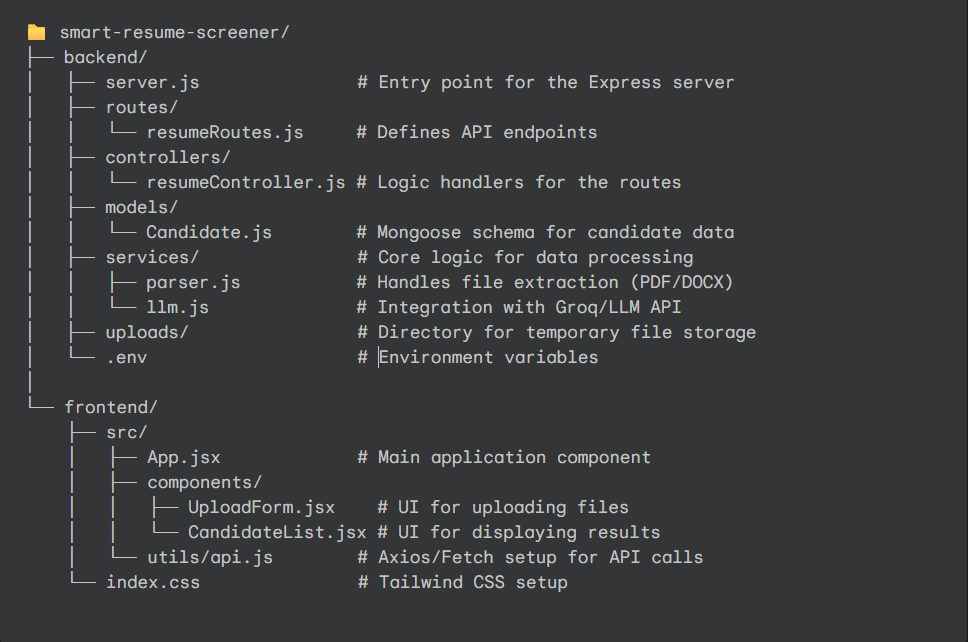 📁 smart-resume-screener/
├── backend/
│   ├── server.js               # Entry point for the Express server
│   ├── routes/
│   │   └── resumeRoutes.js     # Defines API endpoints
│   ├── controllers/
│   │   └── resumeController.js # Logic handlers for the routes
│   ├── models/
│   │   └── Candidate.js        # Mongoose schema for candidate data
│   ├── services/               # Core logic for data processing
│   │   ├── parser.js           # Handles file extraction (PDF/DOCX)
│   │   └── llm.js              # Integration with Groq/LLM API
│   ├── uploads/                # Directory for temporary file storage
│   └── .env                    # Environment variables
│
└── frontend/
    ├── src/
    │   ├── App.jsx             # Main application component
    │   ├── components/
    │   │   ├── UploadForm.jsx    # UI for uploading files
    │   │   └── CandidateList.jsx # UI for displaying results
    │   └── utils/api.js        # Axios/Fetch setup for API calls
    └── index.css               # Tailwind CSS setup